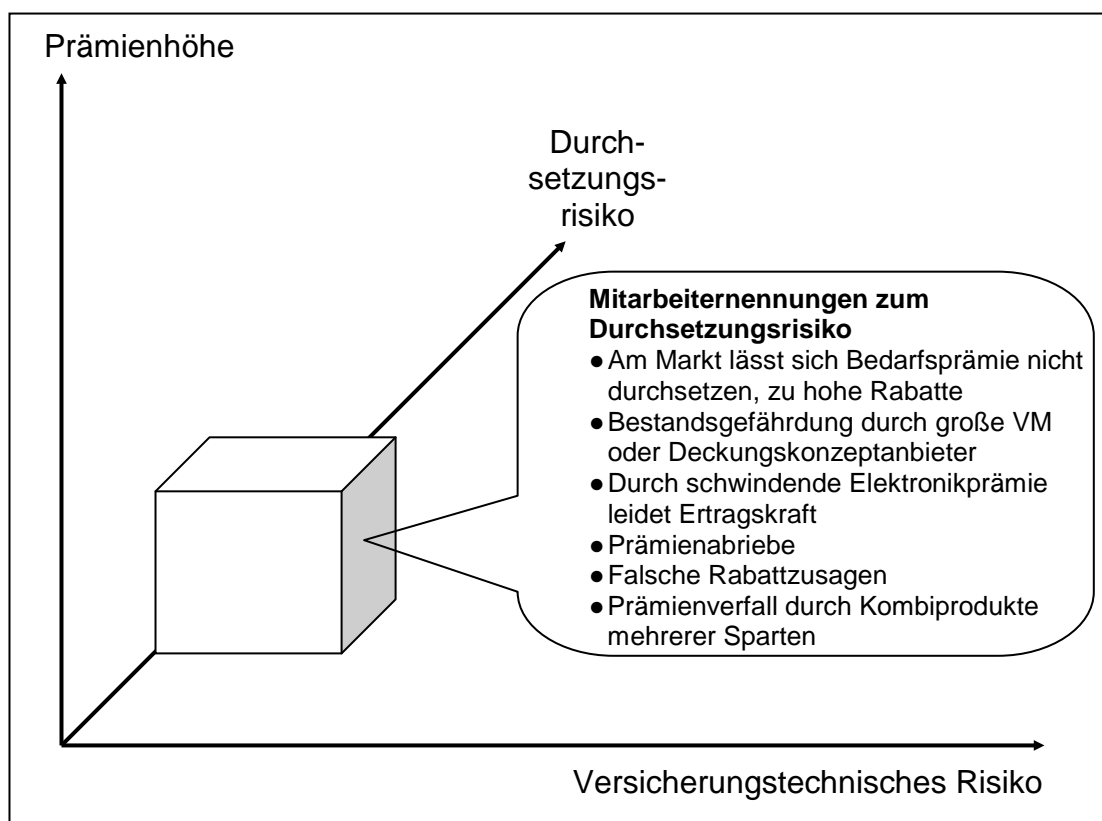 Prämienhöhe
Durch-
setzungs-
risiko
Mitarbeiternennungen zum
Durchsetzungsrisiko
● Am Markt lässt sich Bedarfsprämie nicht
durchsetzen, zu hohe Rabatte
● Bestandsgefährdung durch große VM
oder Deckungskonzeptanbieter
● Durch schwindende Elektronikprämie
leidet Ertragskraft
● Prämienabriebe
● Falsche Rabattzusagen
● Prämienverfall durch Kombiprodukte
mehrerer Sparten
Versicherungstechnisches Risiko